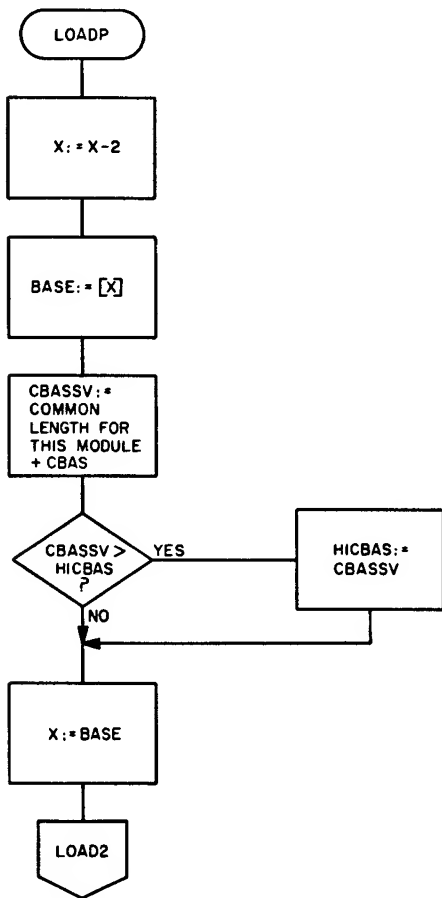 LOADP
X:=X-2
BASE:=[X]
CBASSV:=
COMMON
LENGTH FOR
THIS MODULE
+ CBAS
CBASSV >
HICBAS
?
YES
HICBAS:=
CBASSV
NO
X:=BASE
LOAD2